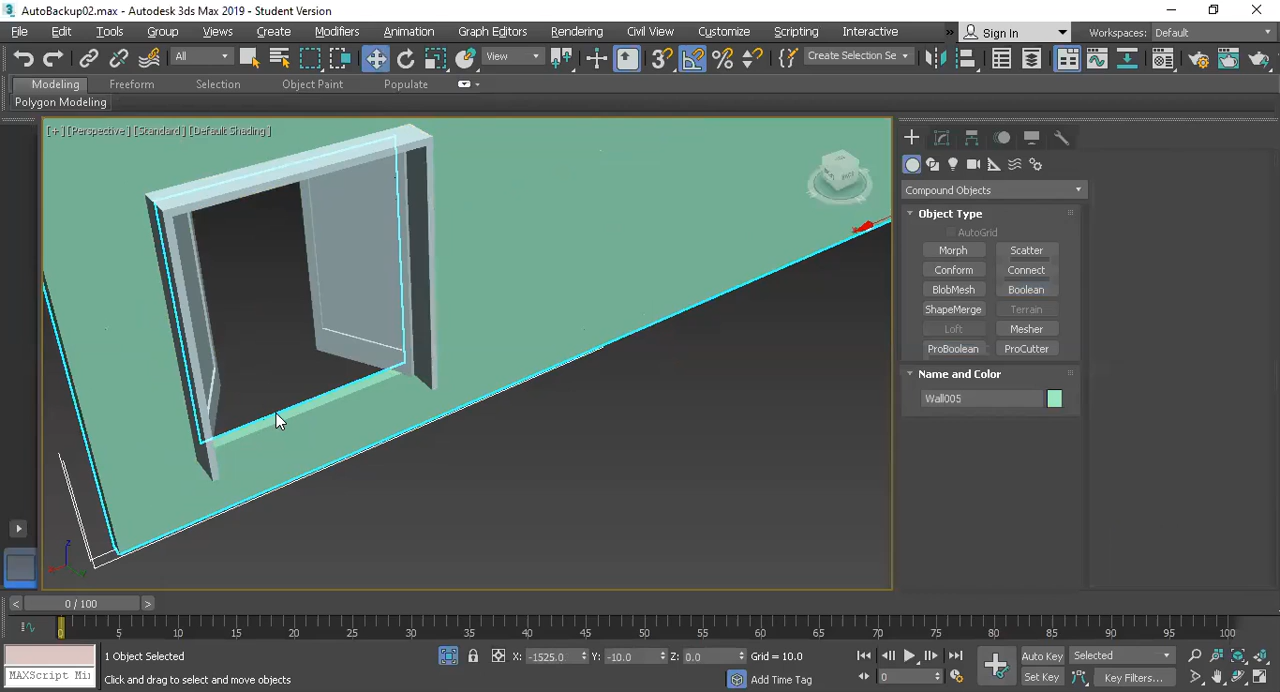 AutoBackup02.max - Autodesk 3ds Max 2019 - Student Version
File Edit Tools Group Views Create Modifiers Animation Graph Editors Rendering Civil View Customize Scripting Interactive » Sign In Workspaces: Default
All View Create Selection Se
Modeling Freeform Selection Object Paint Populate
Polygon Modeling
[+] [Perspective] [Standard] [Default Shading]
Compound Objects
Object Type
AutoGrid
Morph Scatter
Conform Connect
BlobMesh Boolean
ShapeMerge Terrain
Loft Mesher
ProBoolean ProCutter
Name and Color
Wall005
< 0 / 100 >
0 5 10 15 20 25 30 35 40 45 50 55 60 65 70 75 80 85 90 95 100
1 Object Selected X: -1525.0 Y: -10.0 Z: 0.0 Grid = 10.0 Auto Key Selected
MAXScript Mi Click and drag to select and move objects Add Time Tag 0 Set Key Key Filters...